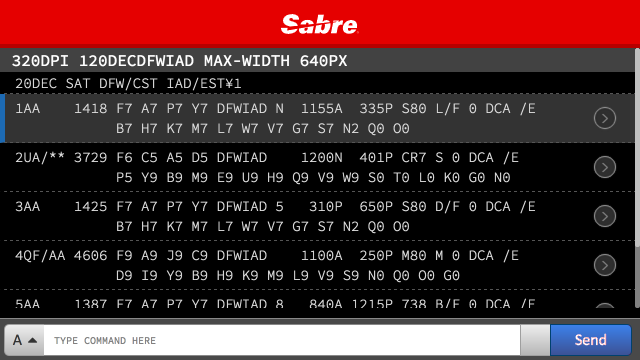 Sabre
320DPI 120DECDFWIAD MAX-WIDTH 640PX
20DEC SAT DFW/CST IAD/EST¥1
1AA 1418 F7 A7 P7 Y7 DFWIAD N 1155A 335P S80 L/F 0 DCA /E
B7 H7 K7 M7 L7 W7 V7 G7 S7 N2 Q0 O0
2UA/** 3729 F6 C5 A5 D5 DFWIAD 1200N 401P CR7 S 0 DCA /E
P5 Y9 B9 M9 E9 U9 H9 Q9 V9 W9 S0 T0 L0 K0 G0 N0
3AA 1425 F7 A7 P7 Y7 DFWIAD 5 310P 650P S80 D/F 0 DCA /E
B7 H7 K7 M7 L7 W7 V7 G7 S7 N2 Q0 O0
4QF/AA 4606 F9 A9 J9 C9 DFWIAD 1100A 250P M80 M 0 DCA /E
D9 I9 Y9 B9 H9 K9 M9 L9 V9 S9 N0 Q0 O0 G0
5AA 1387 F7 A7 P7 Y7 DFWIAD 8 840A 1215P 738 B/F 0 DCA /E
A TYPE COMMAND HERE Send